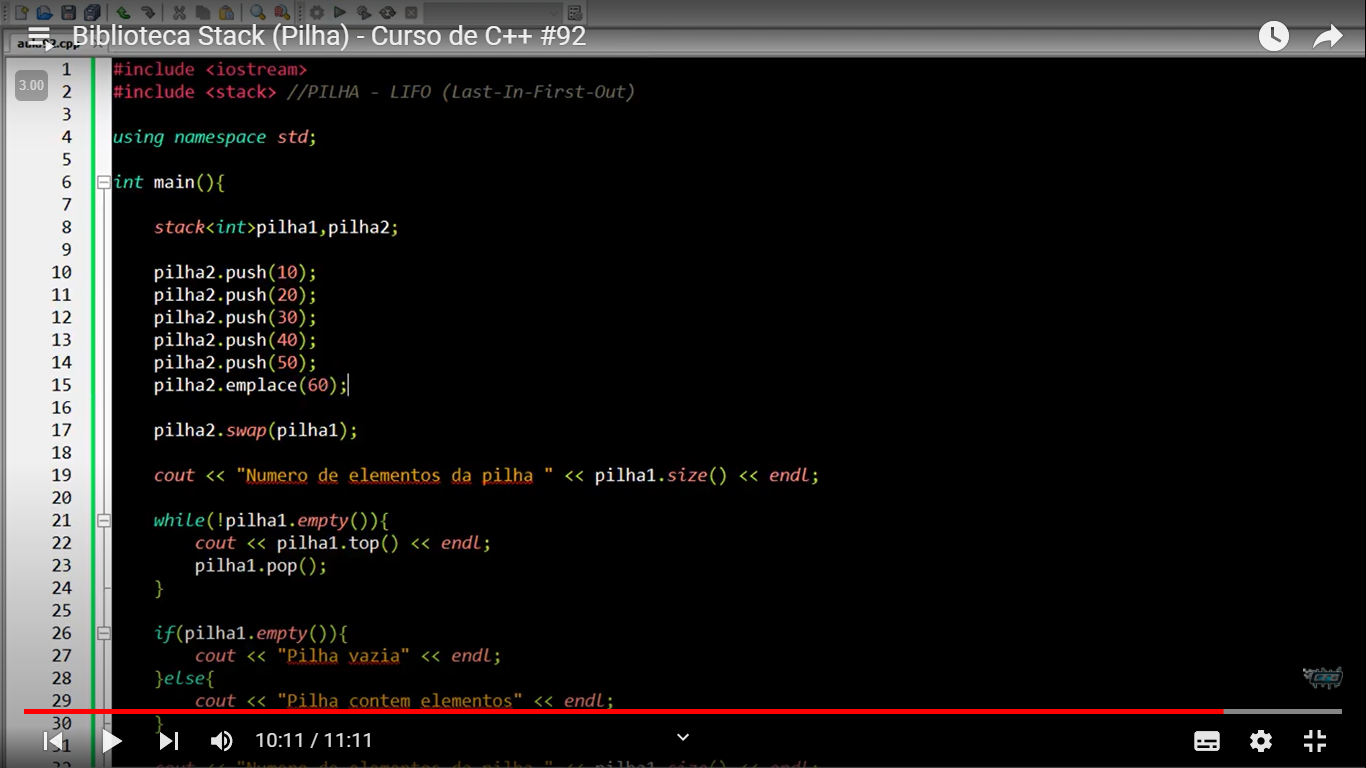 Biblioteca Stack (Pilha) - Curso de C++ #92
3.00
1 #include <iostream>
2 #include <stack> //PILHA - LIFO (Last-In-First-Out)
3
4 using namespace std;
5
6 int main(){
7
8 stack<int>pilha1,pilha2;
9
10 pilha2.push(10);
11 pilha2.push(20);
12 pilha2.push(30);
13 pilha2.push(40);
14 pilha2.push(50);
15 pilha2.emplace(60);
16
17 pilha2.swap(pilha1);
18
19 cout << "Numero de elementos da pilha " << pilha1.size() << endl;
20
21 while(!pilha1.empty()){
22 cout << pilha1.top() << endl;
23 pilha1.pop();
24 }
25
26 if(pilha1.empty()){
27 cout << "Pilha vazia" << endl;
28 }else{
29 cout << "Pilha contem elementos" << endl;
30 }
31
10:11 / 11:11